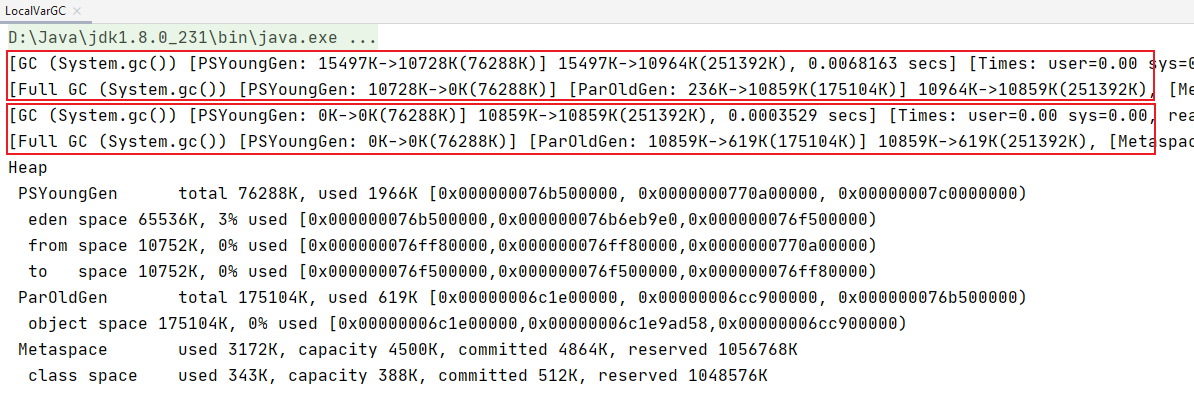 LocalVarGC ×
D:\Java\jdk1.8.0_231\bin\java.exe ...
[GC (System.gc()) [PSYoungGen: 15497K->10728K(76288K)] 15497K->10964K(251392K), 0.0068163 secs] [Times: user=0.00 sys=0
[Full GC (System.gc()) [PSYoungGen: 10728K->0K(76288K)] [ParOldGen: 236K->10859K(175104K)] 10964K->10859K(251392K), [Me
[GC (System.gc()) [PSYoungGen: 0K->0K(76288K)] 10859K->10859K(251392K), 0.0003529 secs] [Times: user=0.00 sys=0.00, rea
[Full GC (System.gc()) [PSYoungGen: 0K->0K(76288K)] [ParOldGen: 10859K->619K(175104K)] 10859K->619K(251392K), [Metaspac
Heap
PSYoungGen total 76288K, used 1966K [0x000000076b500000, 0x0000000770a00000, 0x00000007c0000000)
eden space 65536K, 3% used [0x000000076b500000,0x000000076b6eb9e0,0x000000076f500000)
from space 10752K, 0% used [0x000000076ff80000,0x000000076ff80000,0x0000000770a00000)
to space 10752K, 0% used [0x000000076f500000,0x000000076f500000,0x000000076ff80000)
ParOldGen total 175104K, used 619K [0x00000006c1e00000, 0x00000006cc900000, 0x000000076b500000)
object space 175104K, 0% used [0x00000006c1e00000,0x00000006c1e9ad58,0x00000006cc900000)
Metaspace used 3172K, capacity 4500K, committed 4864K, reserved 1056768K
class space used 343K, capacity 388K, committed 512K, reserved 1048576K